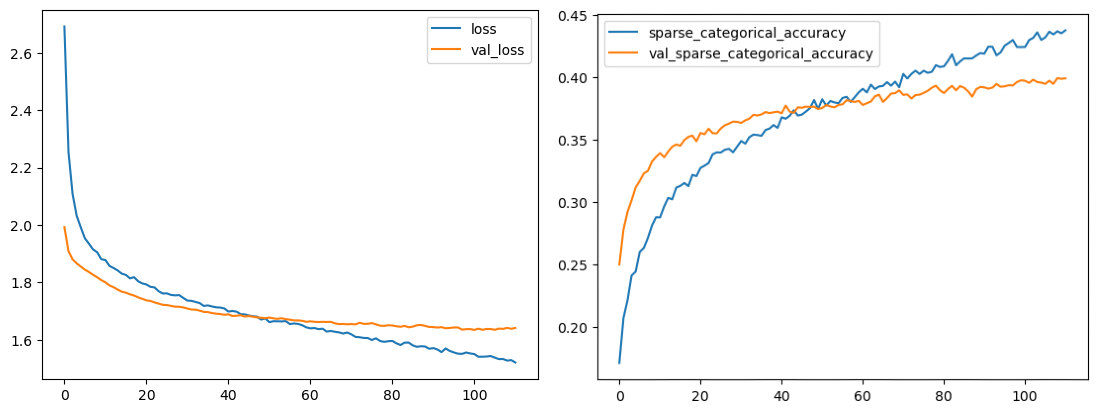 loss
val_loss
2.6
2.4
2.2
2.0
1.8
1.6
0 20 40 60 80 100
sparse_categorical_accuracy
val_sparse_categorical_accuracy
0.45
0.40
0.35
0.30
0.25
0.20
0 20 40 60 80 100